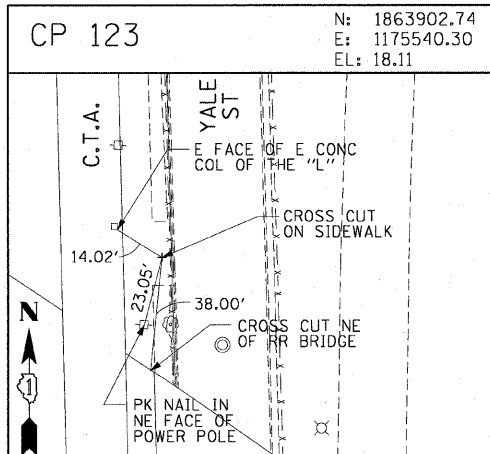 CP 123
N: 1863902.74
E: 1175540.30
EL: 18.11
C.T.A.
YALE
ST
E FACE OF E CONC
COL OF THE "L"
CROSS CUT
ON SIDEWALK
14.02'
23.05'
38.00'
N
1
CROSS CUT NE
OF RR BRIDGE
PK NAIL IN
NE FACE OF
POWER POLE